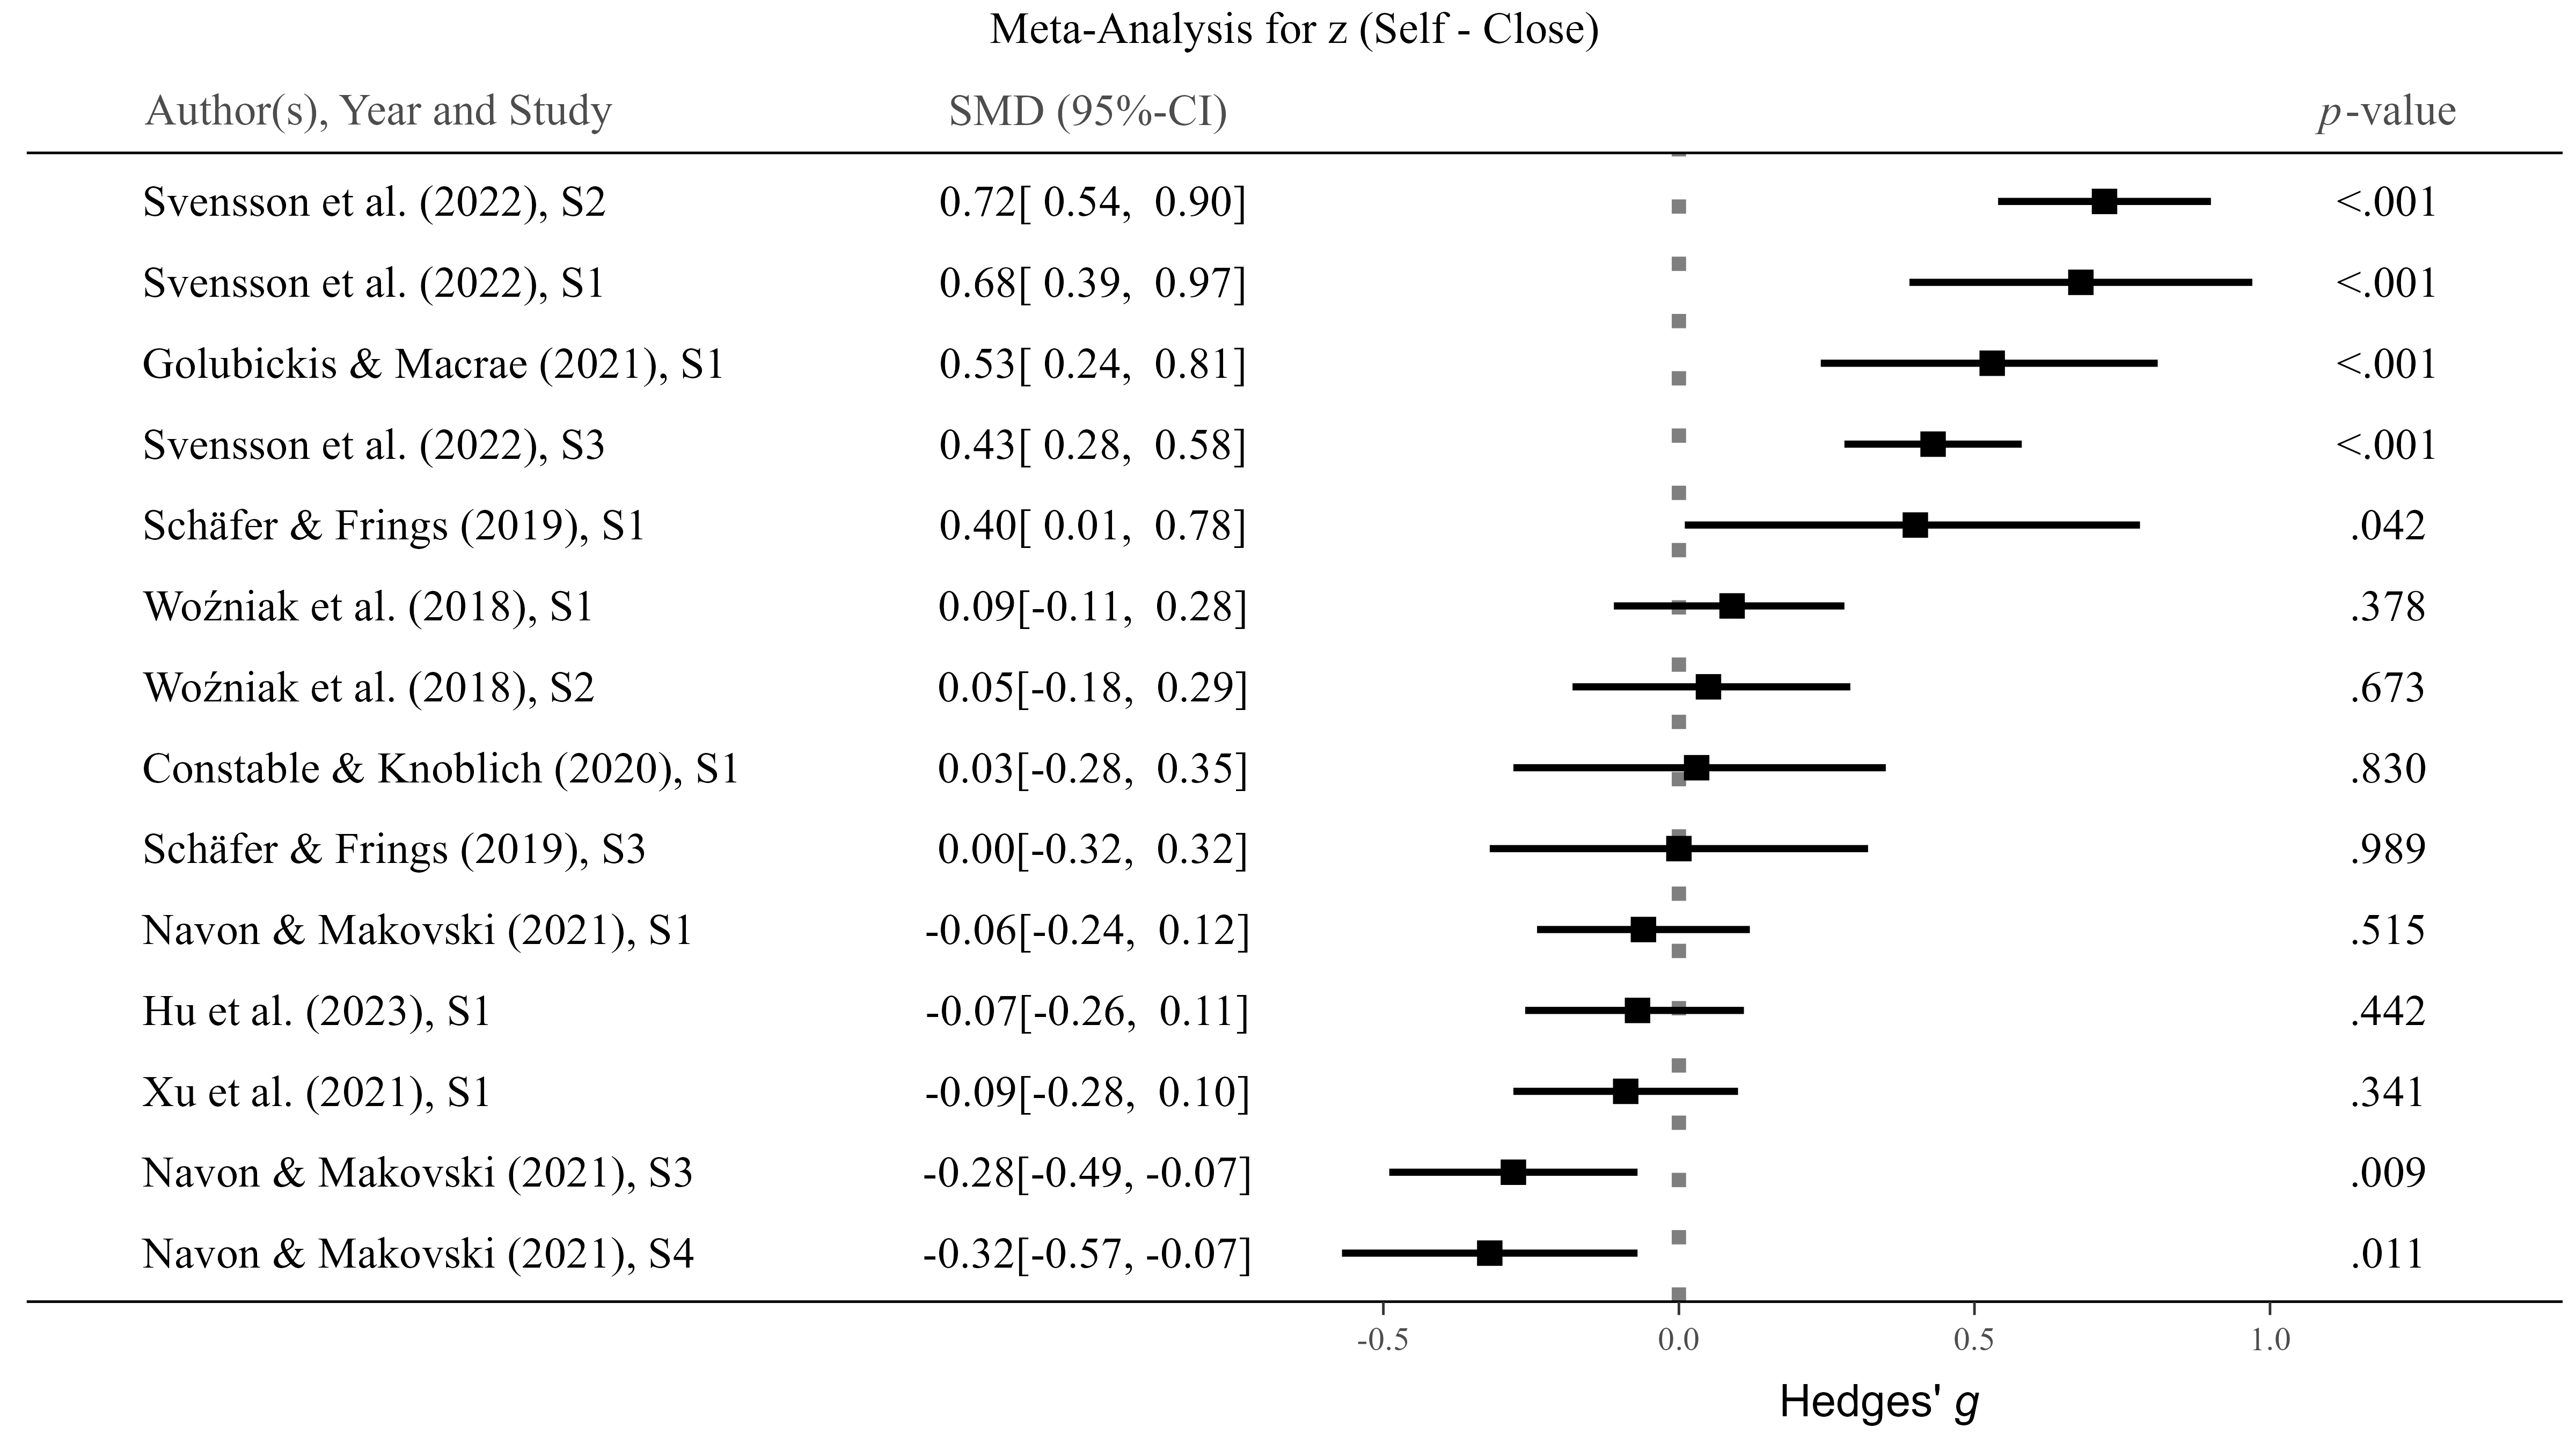 Meta-Analysis for z (Self - Close)
Author(s), Year and Study SMD (95%-CI) p-value
Svensson et al. (2022), S2 0.72[ 0.54, 0.90] <.001
Svensson et al. (2022), S1 0.68[ 0.39, 0.97] <.001
Golubickis & Macrae (2021), S1 0.53[ 0.24, 0.81] <.001
Svensson et al. (2022), S3 0.43[ 0.28, 0.58] <.001
Schäfer & Frings (2019), S1 0.40[ 0.01, 0.78] .042
Woźniak et al. (2018), S1 0.09[-0.11, 0.28] .378
Woźniak et al. (2018), S2 0.05[-0.18, 0.29] .673
Constable & Knoblich (2020), S1 0.03[-0.28, 0.35] .830
Schäfer & Frings (2019), S3 0.00[-0.32, 0.32] .989
Navon & Makovski (2021), S1 -0.06[-0.24, 0.12] .515
Hu et al. (2023), S1 -0.07[-0.26, 0.11] .442
Xu et al. (2021), S1 -0.09[-0.28, 0.10] .341
Navon & Makovski (2021), S3 -0.28[-0.49, -0.07] .009
Navon & Makovski (2021), S4 -0.32[-0.57, -0.07] .011
-0.5 0.0 0.5 1.0
Hedges' g